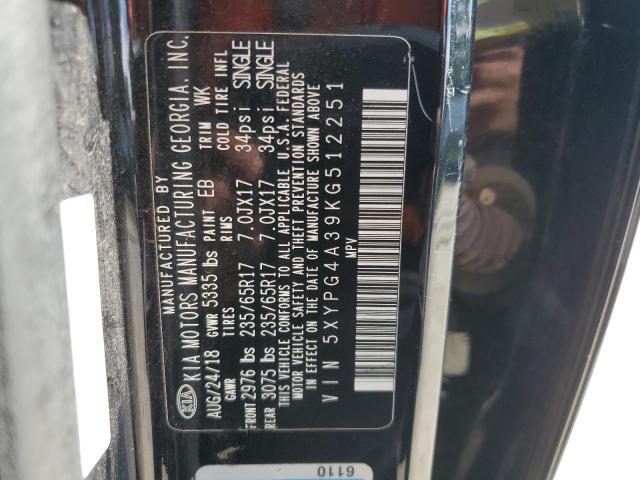 MANUFACTURED BY
KIA KIA MOTORS MANUFACTURING GEORGIA, INC.
AUG/24/18 GVWR 5335 lbs PAINT EB TRIM WK
GAWR TIRES RIMS COLD TIRE INFL
FRONT 2976 lbs 235/65R17 7.0JX17 34psi SINGLE
REAR 3075 lbs 235/65R17 7.0JX17 34psi SINGLE
THIS VEHICLE CONFORMS TO ALL APPLICABLE U.S.A. FEDERAL
MOTOR VEHICLE SAFETY AND THEFT PREVENTION STANDARDS
IN EFFECT ON THE DATE OF MANUFACTURE SHOWN ABOVE
VIN 5XYPG4A39KG512251
MPV
6110